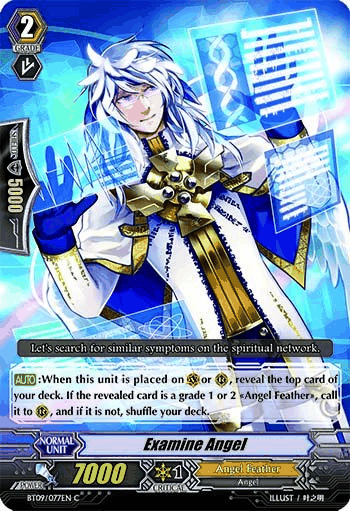 2
GRADE
SHIELD
5000
Let's search for similar symptoms on the spiritual network.
AUTO :When this unit is placed on V or R, reveal the top card of
your deck. If the revealed card is a grade 1 or 2 «Angel Feather», call
it to R, and if it is not, shuffle your deck.
NORMAL UNIT
Examine Angel
POWER 7000 1 CRITICAL
Angel Feather
Angel
BT09/077EN C
ILLUST / 叶之明